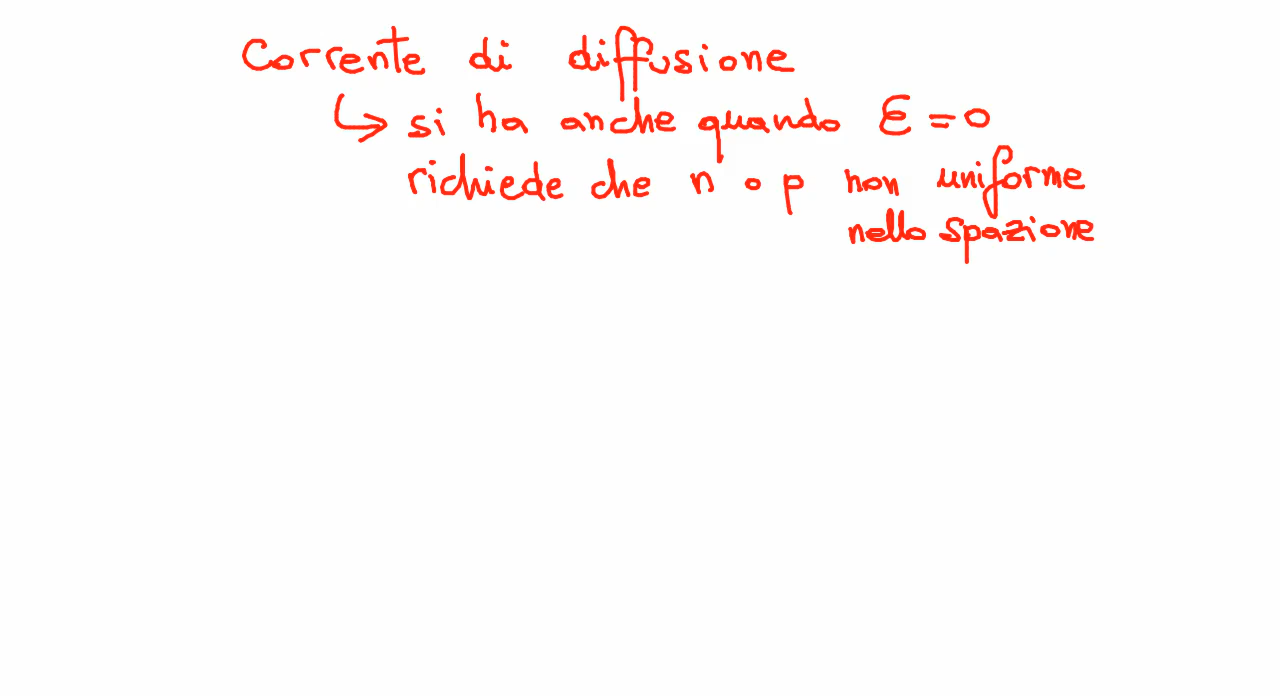 Corrente di diffusione
↳ si ha anche quando Ɛ = 0
richiede che n o p non uniforme
nello spazione